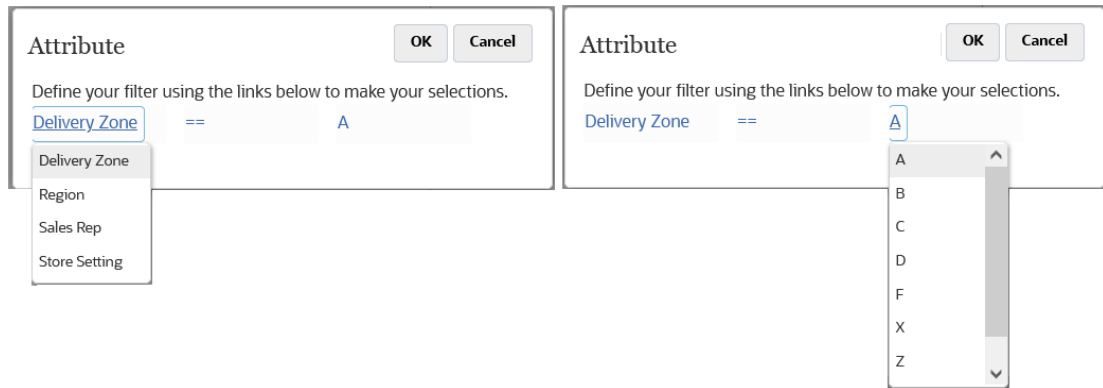 Attribute
OK
Cancel
Define your filter using the links below to make your selections.
Delivery Zone == A
Delivery Zone
Region
Sales Rep
Store Setting
Attribute
OK
Cancel
Define your filter using the links below to make your selections.
Delivery Zone == A
A
B
C
D
F
X
Z